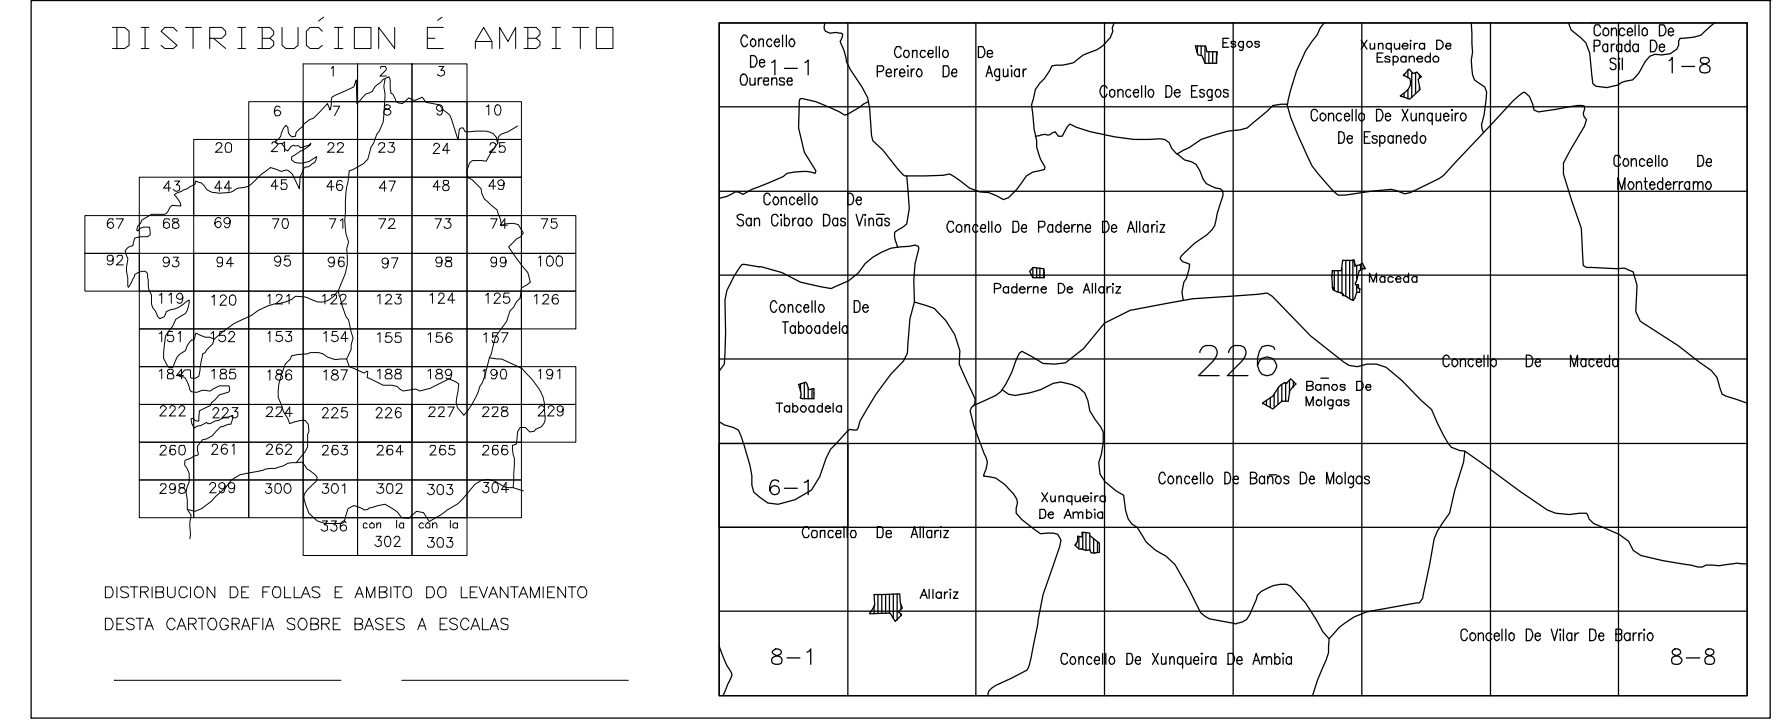 DISTRIBUĆION É AMBITO
1 2 3
6 7 8 9 10
20 21 22 23 24 25
43 44 45 46 47 48 49
67 68 69 70 71 72 73 74 75
92 93 94 95 96 97 98 99 100
119 120 121 122 123 124 125 126
151 152 153 154 155 156 157
184 185 186 187 188 189 190 191
222 223 224 225 226 227 228 229
260 261 262 263 264 265 266
298 299 300 301 302 303 304
336 con la 302 con la 303
DISTRIBUCION DE FOLLAS E AMBITO DO LEVANTAMIENTO
DESTA CARTOGRAFIA SOBRE BASES A ESCALAS
Concello
De
Ourense
1-1
Concello De
Pereiro De Aguiar
Esgos
Concello De Esgos
Xunqueira De
Espanedo
Concello De Xunqueiro
De Espanedo
Concello De
Parada De
Sil
1-8
Concello De
Montederramo
Concello De
San Cibrao Das Vinas
Concello De Paderne De Allariz
Paderne De Allariz
Maceda
Concello De
Taboadela
226
Concello De Maceda
Taboadela
Banos De
Molgas
Concello De Banos De Molgas
6-1
Xunqueira
De Ambia
Concello De Allariz
Allariz
8-1
Concello De Xunqueira De Ambia
Concello De Vilar De Barrio
8-8